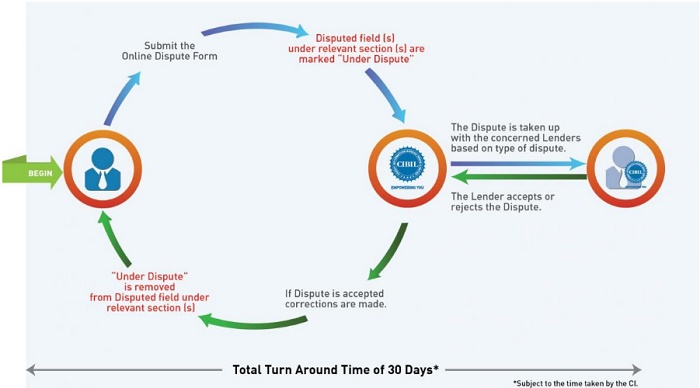 Submit the
Online Dispute Form
Disputed field (s)
under relevant section (s) are
marked "Under Dispute"
BEGIN
CIBIL
EMPOWERING YOU
The Dispute is taken up
with the concerned Lenders
based on type of dispute.
CIBIL
The Lender accepts or
rejects the Dispute.
If Dispute is accepted
corrections are made.
"Under Dispute"
is removed
from Disputed field under
relevant section (s)
Total Turn Around Time of 30 Days*
*Subject to the time taken by the CI.